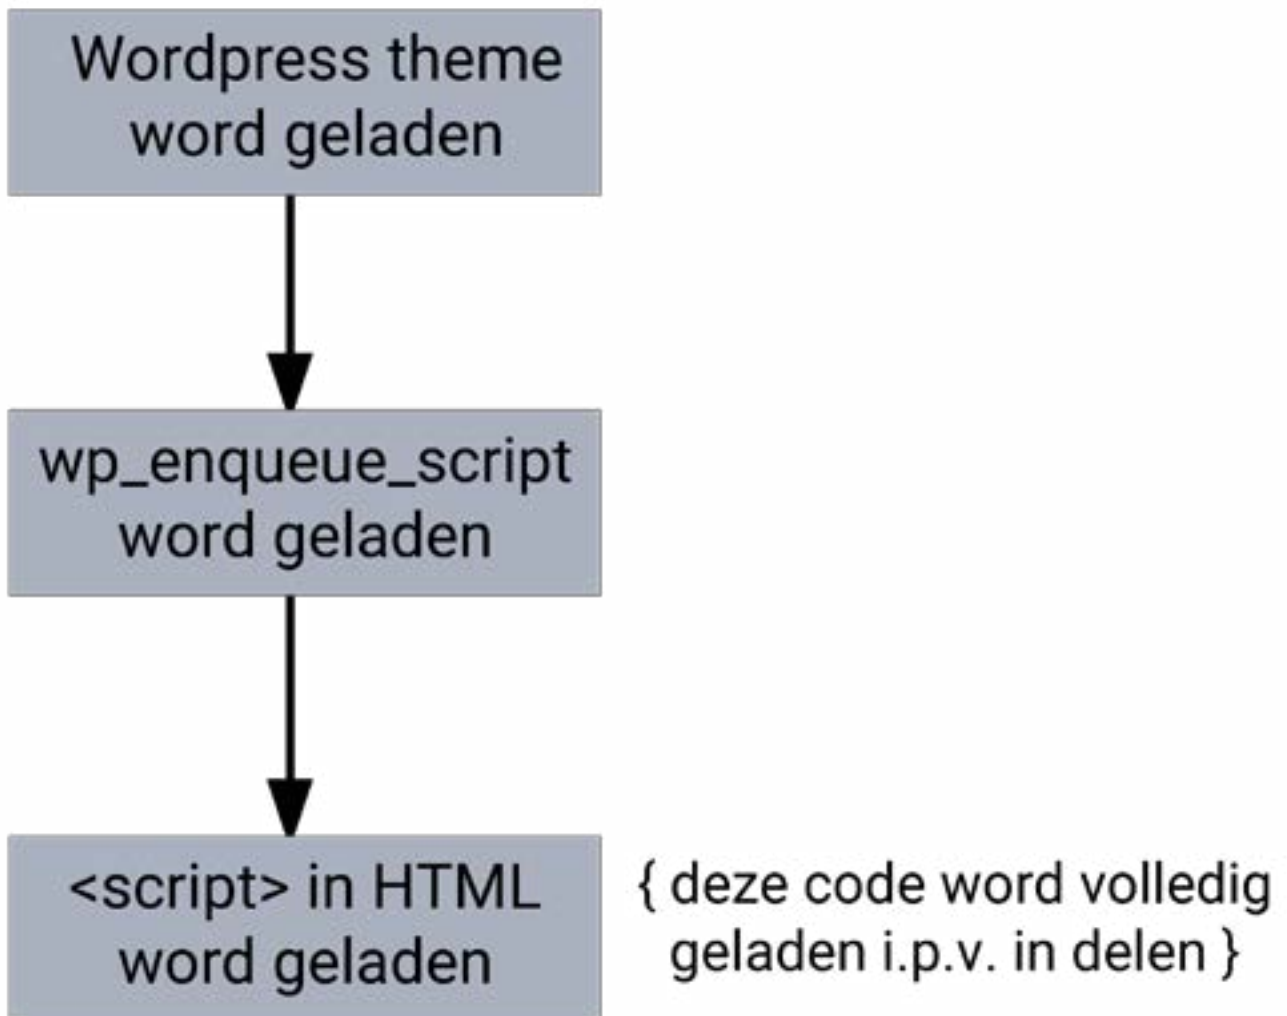 Wordpress theme
word geladen
wp_enqueue_script
word geladen
<script> in HTML
word geladen
{ deze code word volledig
geladen i.p.v. in delen }